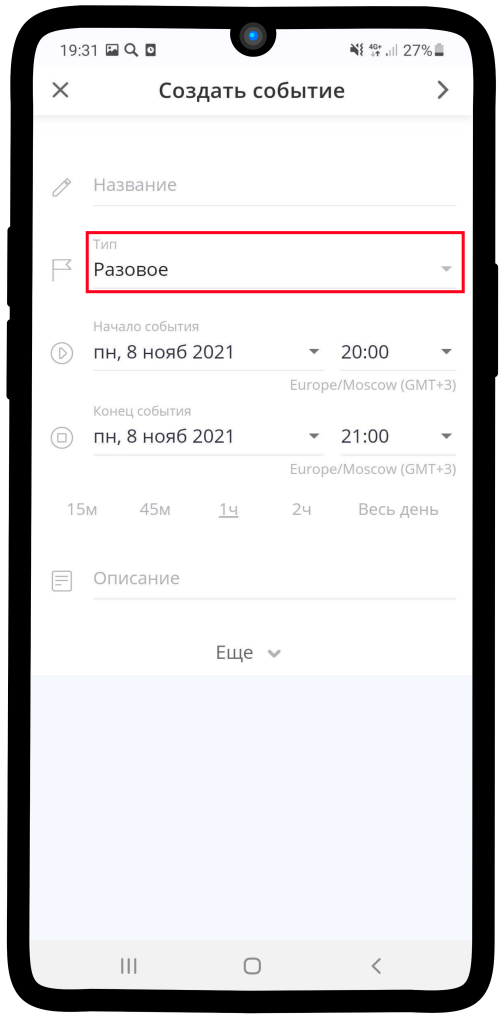 19:31 4G+ 27%
Создать событие
Название
Тип
Разовое
Начало события
пн, 8 нояб 2021 20:00
Europe/Moscow (GMT+3)
Конец события
пн, 8 нояб 2021 21:00
Europe/Moscow (GMT+3)
15м 45м 1ч 2ч Весь день
Описание
Еще